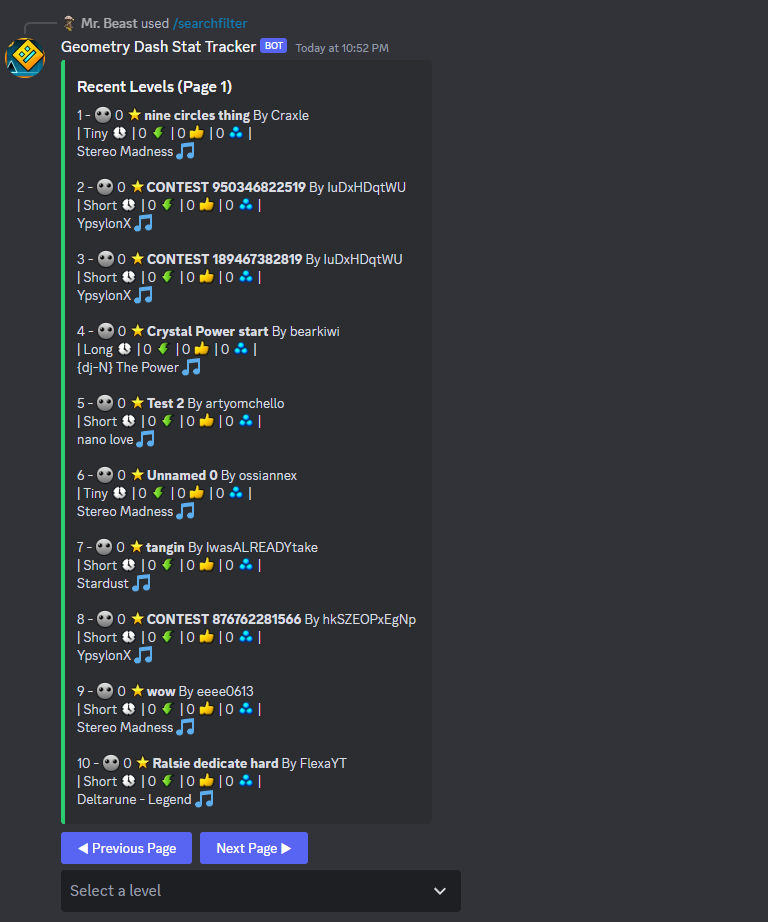 Mr. Beast used /searchfilter
Geometry Dash Stat Tracker BOT Today at 10:52 PM
Recent Levels (Page 1)
1 - 0 nine circles thing By Craxle
| Tiny | 0 | 0 | 0 |
Stereo Madness
2 - 0 CONTEST 950346822519 By IuDxHDqtWU
| Short | 0 | 0 | 0 |
YpsylonX
3 - 0 CONTEST 189467382819 By IuDxHDqtWU
| Short | 0 | 0 | 0 |
YpsylonX
4 - 0 Crystal Power start By bearkiwi
| Long | 0 | 0 | 0 |
{dj-N} The Power
5 - 0 Test 2 By artyomchello
| Short | 0 | 0 | 0 |
nano love
6 - 0 Unnamed 0 By ossiannex
| Tiny | 0 | 0 | 0 |
Stereo Madness
7 - 0 tangin By IwasALREADYtake
| Short | 0 | 0 | 0 |
Stardust
8 - 0 CONTEST 876762281566 By hkSZEOPxEgNp
| Short | 0 | 0 | 0 |
YpsylonX
9 - 0 wow By eeee0613
| Short | 0 | 0 | 0 |
Stereo Madness
10 - 0 Ralsie dedicate hard By FlexaYT
| Short | 0 | 0 | 0 |
Deltarune - Legend
◀ Previous Page
Next Page ▶
Select a level